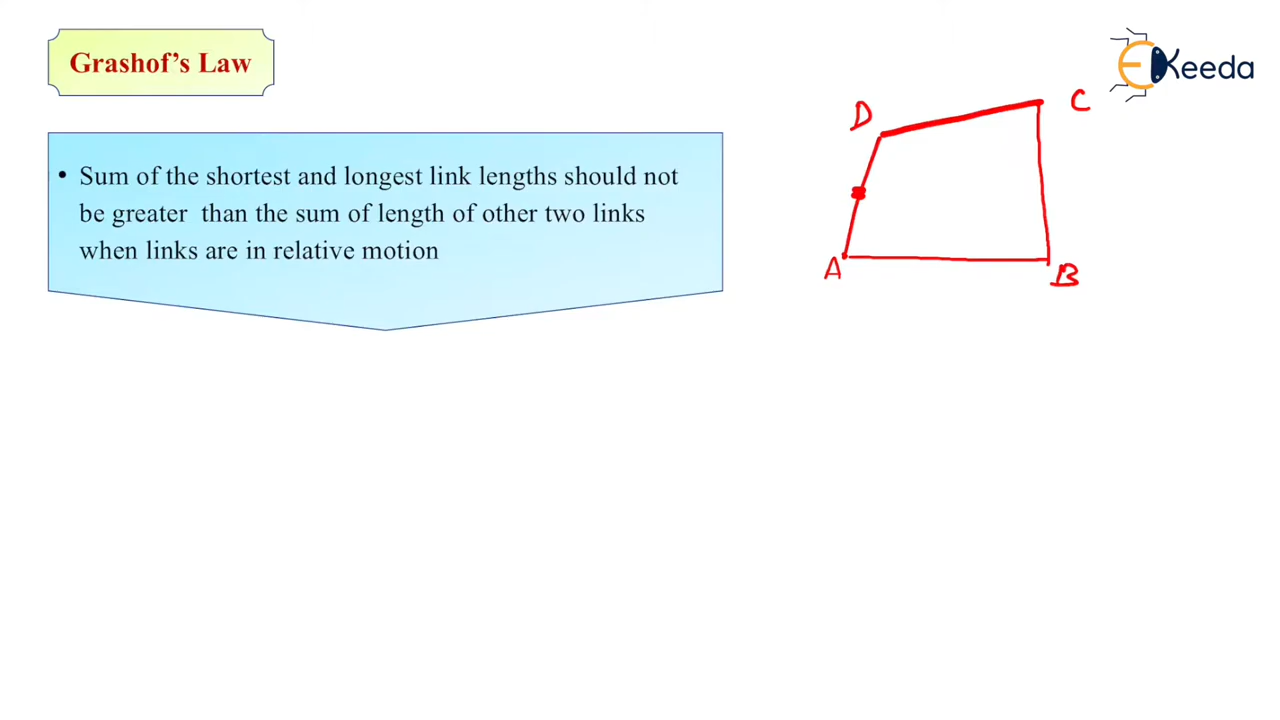 Grashof's Law
EKeeda
• Sum of the shortest and longest link lengths should not
be greater than the sum of length of other two links
when links are in relative motion
D
C
A
B